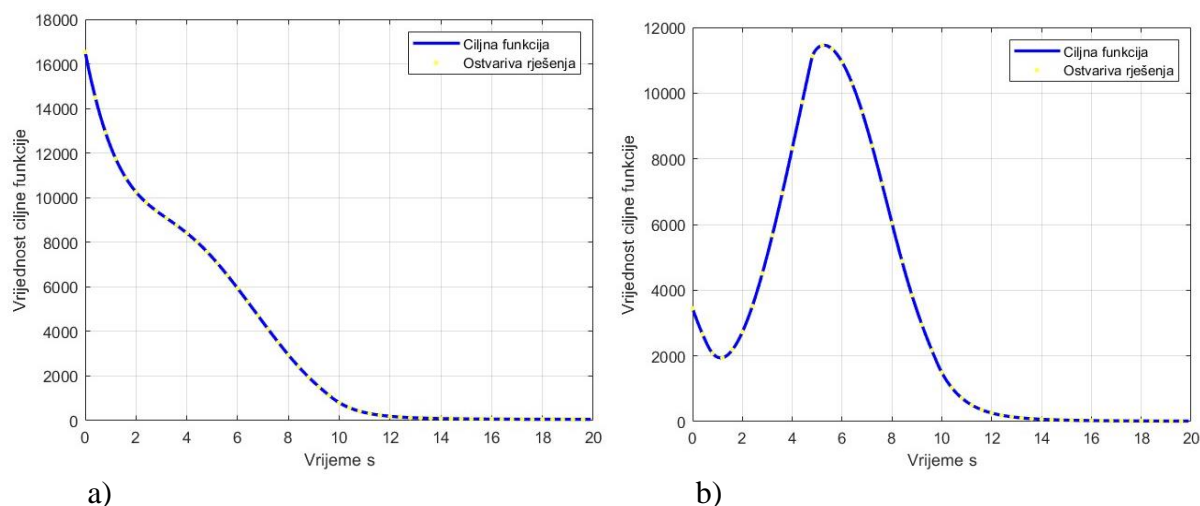 18000
16000
14000
12000
10000
8000
6000
4000
2000
0
0 2 4 6 8 10 12 14 16 18 20
Vrijednost ciljne funkcije
Vrijeme s
Ciljna funkcija
Ostvariva rješenja
a)
12000
10000
8000
6000
4000
2000
0
0 2 4 6 8 10 12 14 16 18 20
Vrijednost ciljne funkcije
Vrijeme s
Ciljna funkcija
Ostvariva rješenja
b)